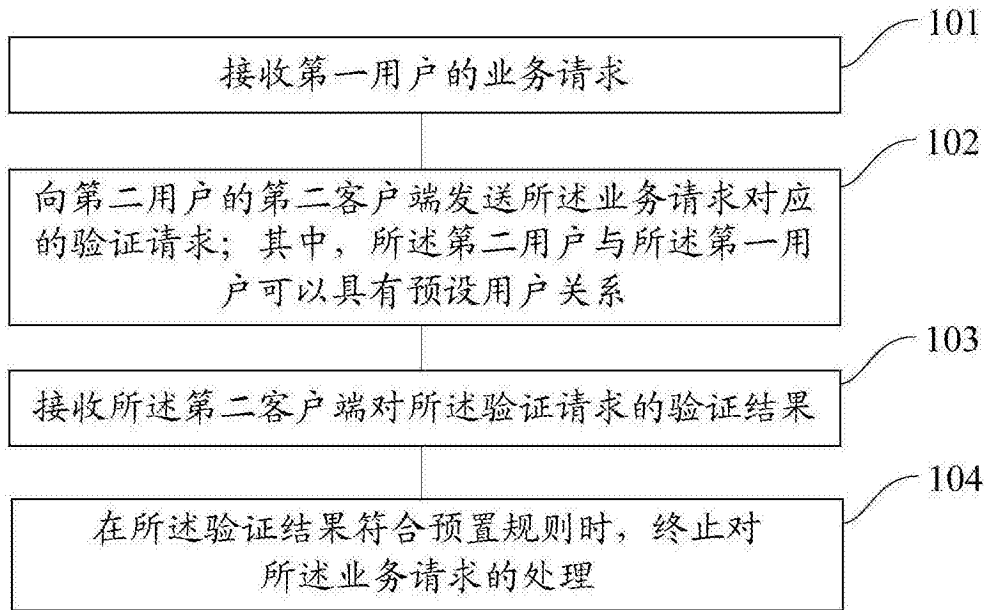 101
接收第一用户的业务请求
102
向第二用户的第二客户端发送所述业务请求对应
的验证请求；其中，所述第二用户与所述第一用
户可以具有预设用户关系
103
接收所述第二客户端对所述验证请求的验证结果
104
在所述验证结果符合预置规则时，终止对
所述业务请求的处理